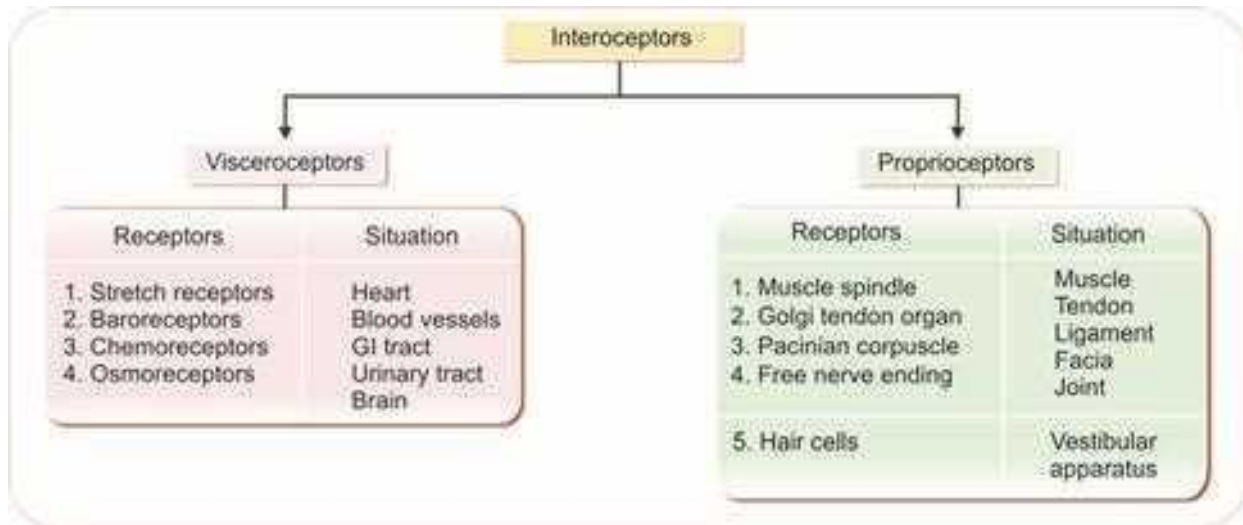 Interoceptors
Visceroceptors
Receptors Situation
1. Stretch receptors Heart
2. Baroreceptors Blood vessels
3. Chemoreceptors GI tract
4. Osmoreceptors Urinary tract
Brain
Proprioceptors
Receptors Situation
1. Muscle spindle Muscle
2. Golgi tendon organ Tendon
3. Pacinian corpuscle Ligament
4. Free nerve ending Facia
Joint
5. Hair cells Vestibular
apparatus